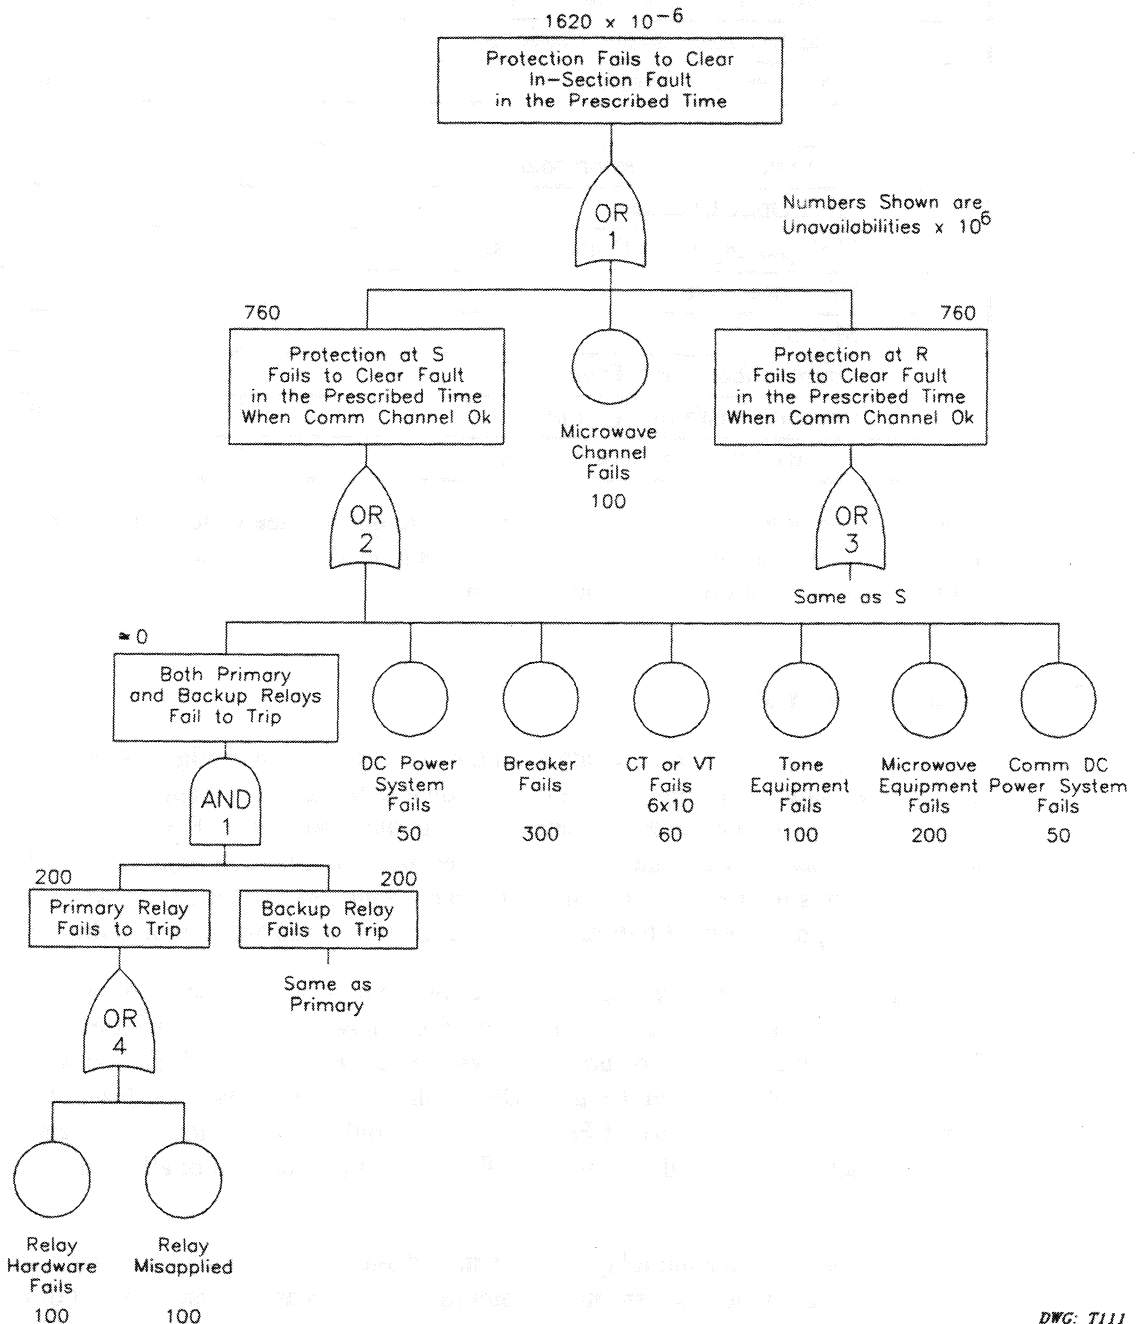 1620 x 10⁻⁶
Protection Fails to Clear
In-Section Fault
in the Prescribed Time
OR
1
Numbers Shown are
Unavailabilities x 10⁶
760
Protection at S
Fails to Clear Fault
in the Prescribed Time
When Comm Channel Ok
Microwave
Channel
Fails
100
760
Protection at R
Fails to Clear Fault
in the Prescribed Time
When Comm Channel Ok
OR
2
OR
3
Same as S
≃ 0
Both Primary
and Backup Relays
Fail to Trip
DC Power
System
Fails
50
Breaker
Fails
300
CT or VT
Fails
6x10
60
Tone
Equipment
Fails
100
Microwave
Equipment
Fails
200
Comm DC
Power System
Fails
50
AND
1
200
Primary Relay
Fails to Trip
200
Backup Relay
Fails to Trip
Same as
Primary
OR
4
Relay
Hardware
Fails
100
Relay
Misapplied
100
DWG: T111